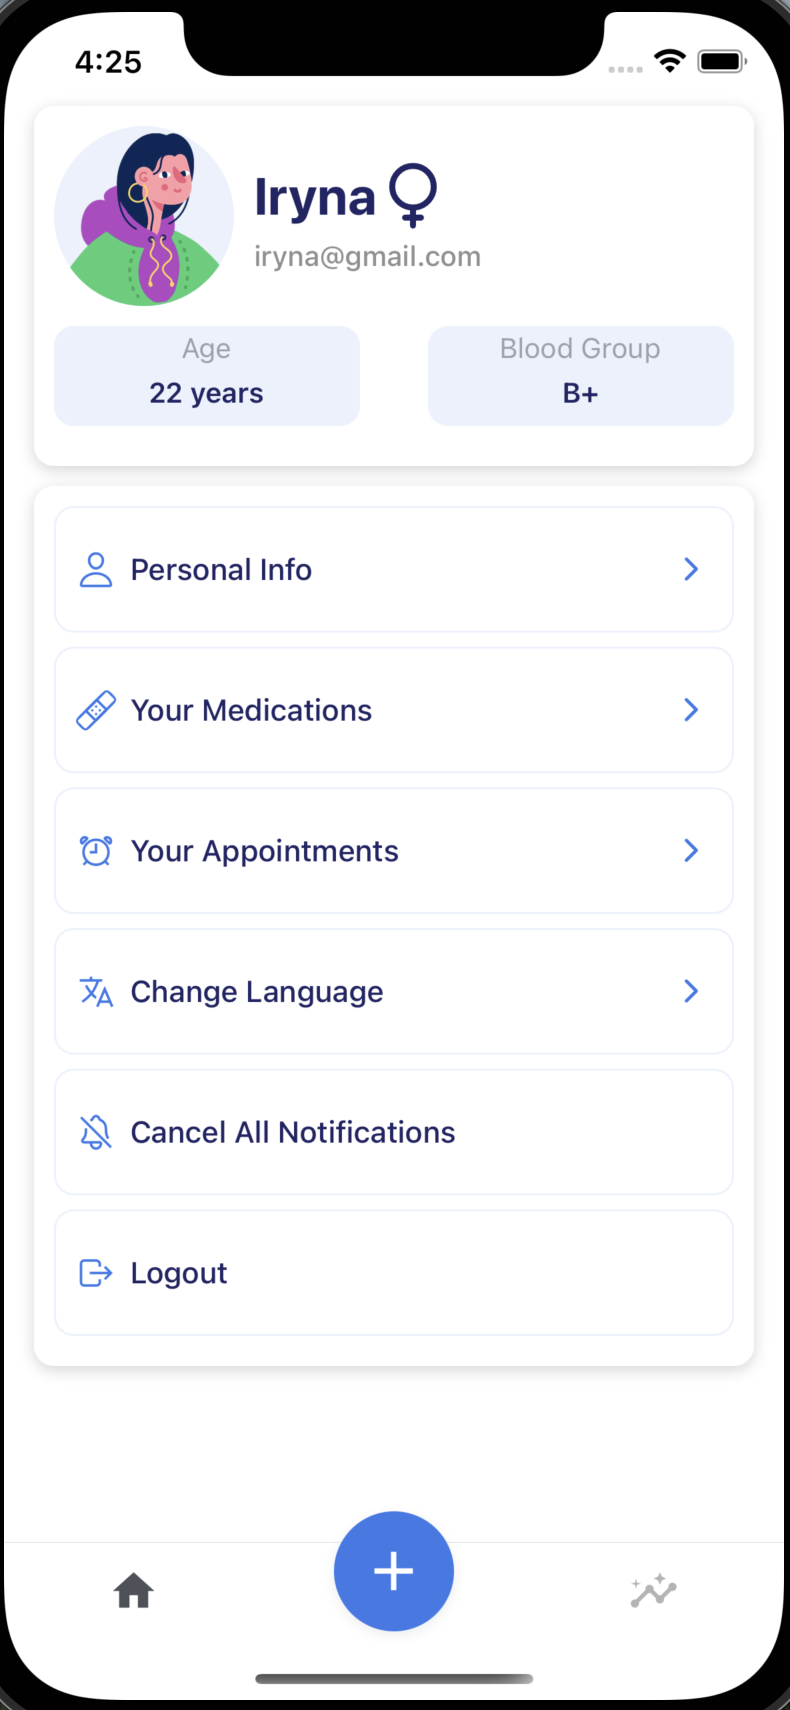 4:25
Iryna
iryna@gmail.com
Age
22 years
Blood Group
B+
Personal Info
Your Medications
Your Appointments
Change Language
Cancel All Notifications
Logout